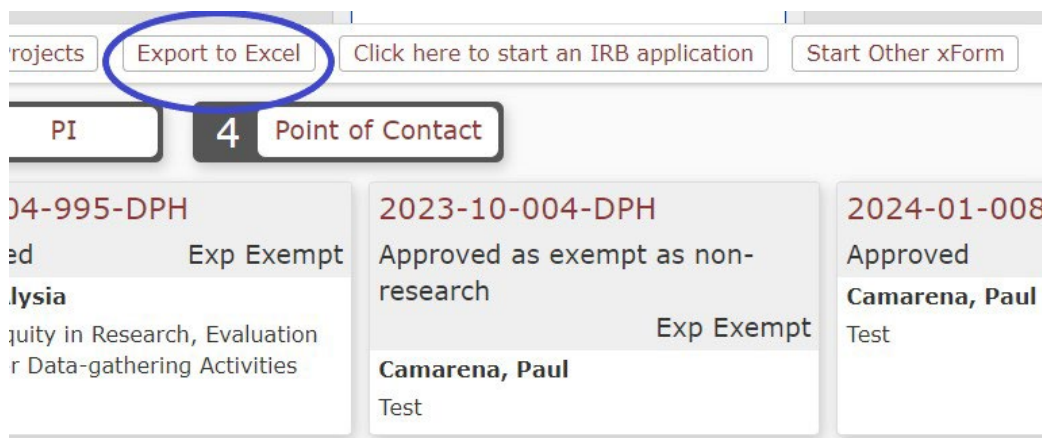 rojects Export to Excel Click here to start an IRB application Start Other xForm
PI 4 Point of Contact
04-995-DPH 2023-10-004-DPH 2024-01-008
ed Exp Exempt Approved as exempt as non- Approved
research
lysia Camarena, Paul
quity in Research, Evaluation Exp Exempt Test
r Data-gathering Activities
Camarena, Paul
Test